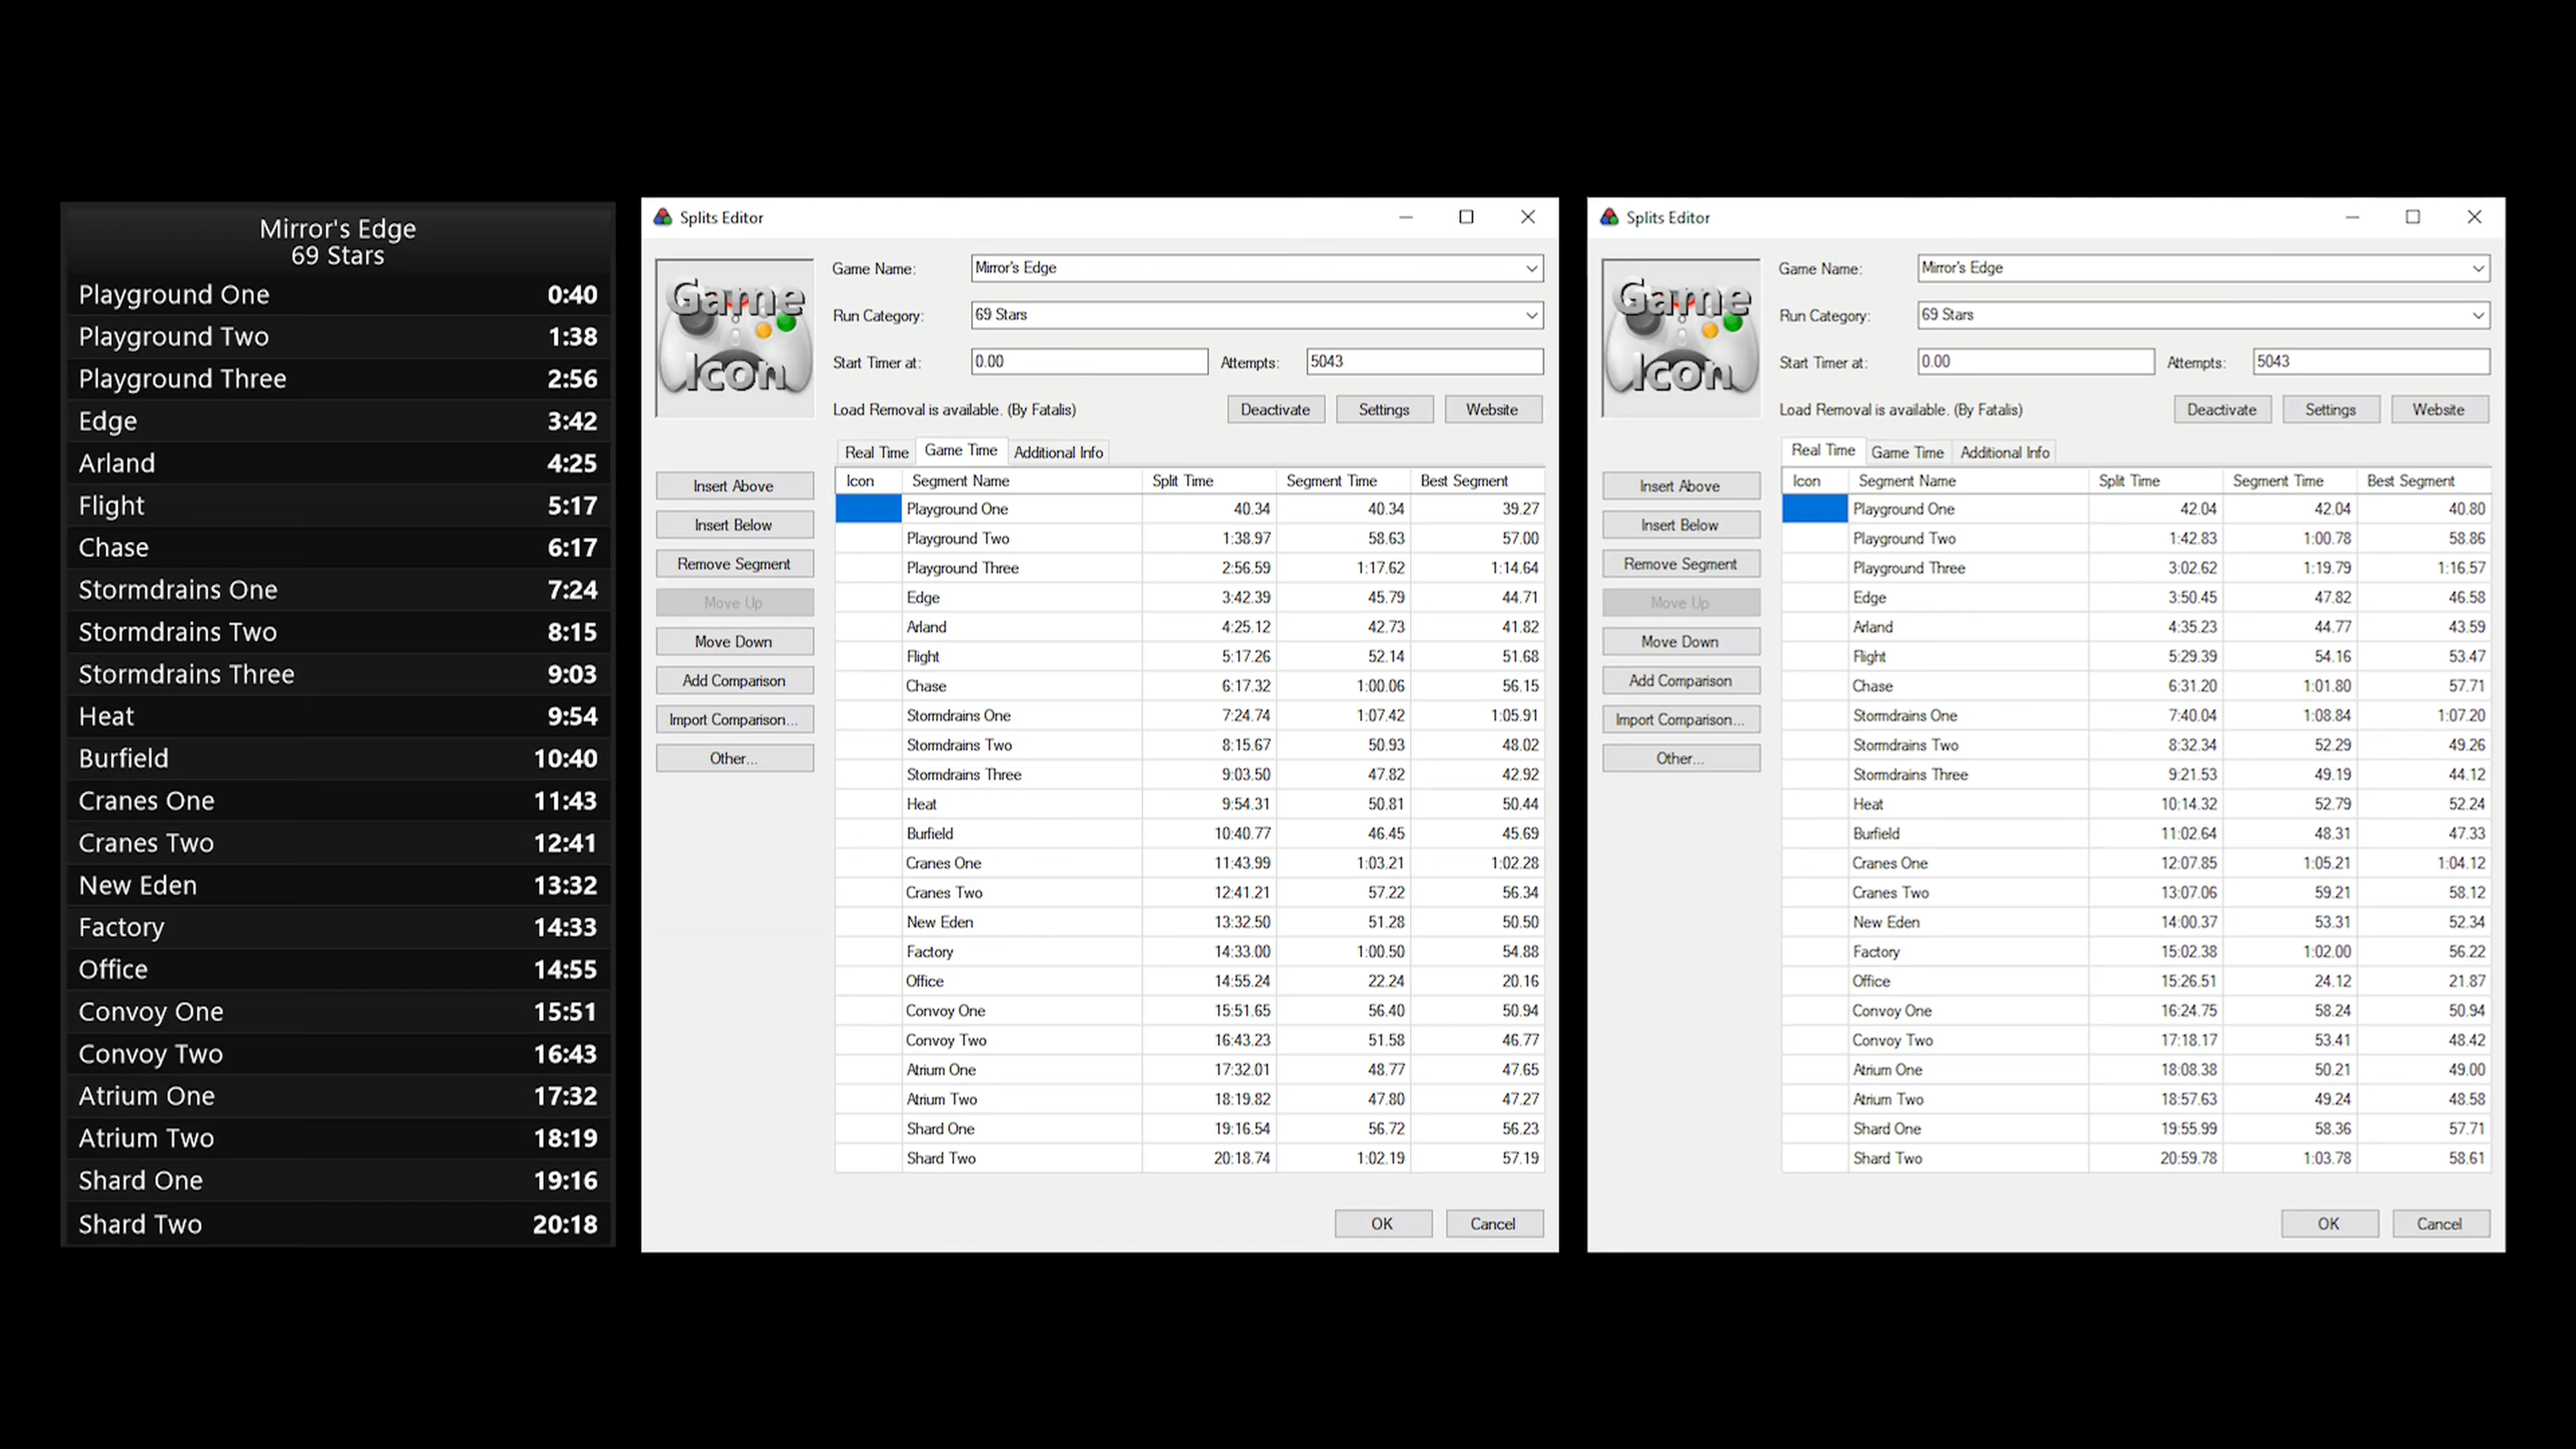 Mirror's Edge
69 Stars
Playground One 0:40
Playground Two 1:38
Playground Three 2:56
Edge 3:42
Arland 4:25
Flight 5:17
Chase 6:17
Stormdrains One 7:24
Stormdrains Two 8:15
Stormdrains Three 9:03
Heat 9:54
Burfield 10:40
Cranes One 11:43
Cranes Two 12:41
New Eden 13:32
Factory 14:33
Office 14:55
Convoy One 15:51
Convoy Two 16:43
Atrium One 17:32
Atrium Two 18:19
Shard One 19:16
Shard Two 20:18
Splits Editor
Game Icon
Game Name: Mirror's Edge
Run Category: 69 Stars
Start Timer at: 0.00 Attempts: 5043
Load Removal is available. (By Fatalis) Deactivate Settings Website
Real Time Game Time Additional Info
Insert Above
Insert Below
Remove Segment
Move Up
Move Down
Add Comparison
Import Comparison...
Other...
Icon Segment Name Split Time Segment Time Best Segment
Playground One 40.34 40.34 39.27
Playground Two 1:38.97 58.63 57.00
Playground Three 2:56.59 1:17.62 1:14.64
Edge 3:42.39 45.79 44.71
Arland 4:25.12 42.73 41.82
Flight 5:17.26 52.14 51.68
Chase 6:17.32 1:00.06 56.15
Stormdrains One 7:24.74 1:07.42 1:05.91
Stormdrains Two 8:15.67 50.93 48.02
Stormdrains Three 9:03.50 47.82 42.92
Heat 9:54.31 50.81 50.44
Burfield 10:40.77 46.45 45.69
Cranes One 11:43.99 1:03.21 1:02.28
Cranes Two 12:41.21 57.22 56.34
New Eden 13:32.50 51.28 50.50
Factory 14:33.00 1:00.50 54.88
Office 14:55.24 22.24 20.16
Convoy One 15:51.65 56.40 50.94
Convoy Two 16:43.23 51.58 46.77
Atrium One 17:32.01 48.77 47.65
Atrium Two 18:19.82 47.80 47.27
Shard One 19:16.54 56.72 56.23
Shard Two 20:18.74 1:02.19 57.19
OK Cancel
Splits Editor
Game Icon
Game Name: Mirror's Edge
Run Category: 69 Stars
Start Timer at: 0.00 Attempts: 5043
Load Removal is available. (By Fatalis) Deactivate Settings Website
Real Time Game Time Additional Info
Insert Above
Insert Below
Remove Segment
Move Up
Move Down
Add Comparison
Import Comparison...
Other...
Icon Segment Name Split Time Segment Time Best Segment
Playground One 42.04 42.04 40.80
Playground Two 1:42.83 1:00.78 58.86
Playground Three 3:02.62 1:19.79 1:16.57
Edge 3:50.45 47.82 46.58
Arland 4:35.23 44.77 43.59
Flight 5:29.39 54.16 53.47
Chase 6:31.20 1:01.80 57.71
Stormdrains One 7:40.04 1:08.84 1:07.20
Stormdrains Two 8:32.34 52.29 49.26
Stormdrains Three 9:21.53 49.19 44.12
Heat 10:14.32 52.79 52.24
Burfield 11:02.64 48.31 47.33
Cranes One 12:07.85 1:05.21 1:04.12
Cranes Two 13:07.06 59.21 58.12
New Eden 14:00.37 53.31 52.34
Factory 15:02.38 1:02.00 56.22
Office 15:26.51 24.12 21.87
Convoy One 16:24.75 58.24 50.94
Convoy Two 17:18.17 53.41 48.42
Atrium One 18:08.38 50.21 49.00
Atrium Two 18:57.63 49.24 48.58
Shard One 19:55.99 58.36 57.71
Shard Two 20:59.78 1:03.78 58.61
OK Cancel